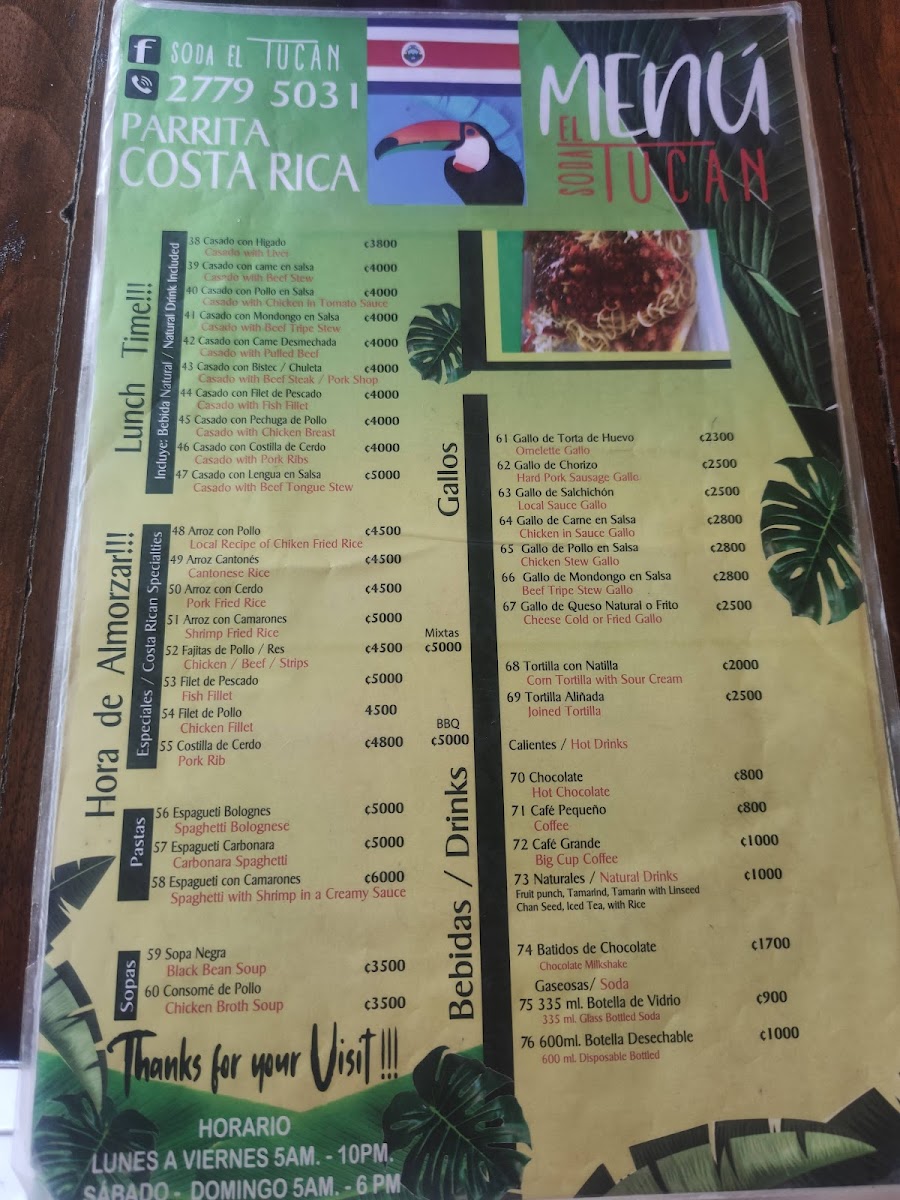 f SODA EL TUCÁN
2779 5031
PARRITA
COSTA RICA
MENÚ
SODA EL TUCÁN
Lunch Time!!!
Incluye: Bebida Natural / Natural Drink Included
38 Casado con Higado ¢3800
Casado with Liver
39 Casado con carne en salsa ¢4000
Casado with Beef Stew
40 Casado con Pollo en Salsa ¢4000
Casado with Chicken in Tomato Sauce
41 Casado con Mondongo en Salsa ¢4000
Casado with Beef Tripe Stew
42 Casado con Carne Desmechada ¢4000
Casado with Pulled Beef
43 Casado con Bistec / Chuleta ¢4000
Casado with Beef Steak / Pork Shop
44 Casado con Filet de Pescado ¢4000
Casado with Fish Fillet
45 Casado con Pechuga de Pollo ¢4000
Casado with Chicken Breast
46 Casado con Costilla de Cerdo ¢4000
Casado with Pork Ribs
47 Casado con Lengua en Salsa ¢5000
Casado with Beef Tongue Stew
Hora de Almorzar!!!
Especiales / Costa Rican Specialties
48 Arroz con Pollo ¢4500
Local Recipe of Chiken Fried Rice
49 Arroz Cantonés ¢4500
Cantonese Rice
50 Arroz con Cerdo ¢4500
Pork Fried Rice
51 Arroz con Camarones ¢5000
Shrimp Fried Rice
52 Fajitas de Pollo / Res ¢4500 Mixtas ¢5000
Chicken / Beef / Strips
53 Filet de Pescado ¢5000
Fish Fillet
54 Filet de Pollo 4500
Chicken Fillet
55 Costilla de Cerdo ¢4800 BBQ ¢5000
Pork Rib
Pastas
56 Espagueti Bolognes ¢5000
Spaghetti Bolognese
57 Espagueti Carbonara ¢5000
Carbonara Spaghetti
58 Espagueti con Camarones ¢6000
Spaghetti with Shrimp in a Creamy Sauce
Sopas
59 Sopa Negra
Black Bean Soup ¢3500
60 Consomé de Pollo
Chicken Broth Soup ¢3500
Thanks for your Visit !!!
HORARIO
LUNES A VIERNES 5AM. - 10PM.
SÁBADO - DOMINGO 5AM. - 6 PM
Gallos
61 Gallo de Torta de Huevo ¢2300
Omelette Gallo
62 Gallo de Chorizo ¢2500
Hard Pork Sausage Gallo
63 Gallo de Salchichón ¢2500
Local Sauce Gallo
64 Gallo de Carne en Salsa ¢2800
Chicken in Sauce Gallo
65 Gallo de Pollo en Salsa ¢2800
Chicken Stew Gallo
66 Gallo de Mondongo en Salsa ¢2800
Beef Tripe Stew Gallo
67 Gallo de Queso Natural o Frito ¢2500
Cheese Cold or Fried Gallo
68 Tortilla con Natilla ¢2000
Corn Tortilla with Sour Cream
69 Tortilla Aliñada ¢2500
Joined Tortilla
Bebidas / Drinks
Calientes / Hot Drinks
70 Chocolate ¢800
Hot Chocolate
71 Café Pequeño ¢800
Coffee
72 Café Grande ¢1000
Big Cup Coffee
73 Naturales / Natural Drinks ¢1000
Fruit punch, Tamarind, Tamarin with Linseed
Chan Seed, Iced Tea, with Rice
74 Batidos de Chocolate ¢1700
Chocolate Milkshake
Gaseosas/ Soda
75 335 ml. Botella de Vidrio ¢900
335 ml. Glass Bottled Soda
76 600ml. Botella Desechable ¢1000
600 ml. Disposable Bottled